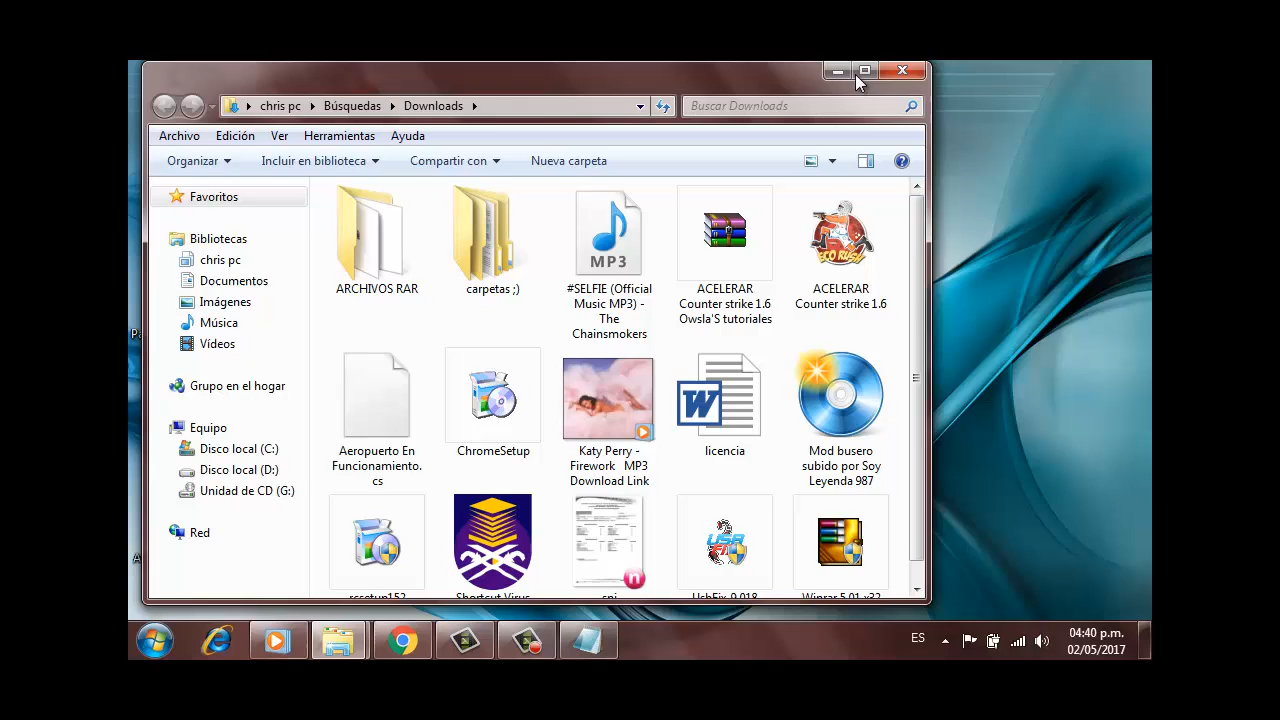 chris pc Búsquedas Downloads
Buscar Downloads
Archivo Edición Ver Herramientas Ayuda
Organizar Incluir en biblioteca Compartir con Nueva carpeta
Favoritos
Bibliotecas
chris pc
Documentos
Imágenes
Música
Vídeos
Grupo en el hogar
Equipo
Disco local (C:)
Disco local (D:)
Unidad de CD (G:)
Red
ARCHIVOS RAR
carpetas ;)
MP3
#SELFIE (Official
Music MP3) -
The
Chainsmokers
ACELERAR
Counter strike 1.6
Owsla'S tutoriales
ECO RUSH
ACELERAR
Counter strike 1.6
Aeropuerto En
Funcionamiento.
cs
ChromeSetup
Katy Perry -
Firework MP3
Download Link
W
licencia
Mod busero
subido por Soy
Leyenda 987
rcsetup152
Shortcut Virus
n
UsbFix_9.018
Winrar 5.01 x32
ES
04:40 p.m.
02/05/2017